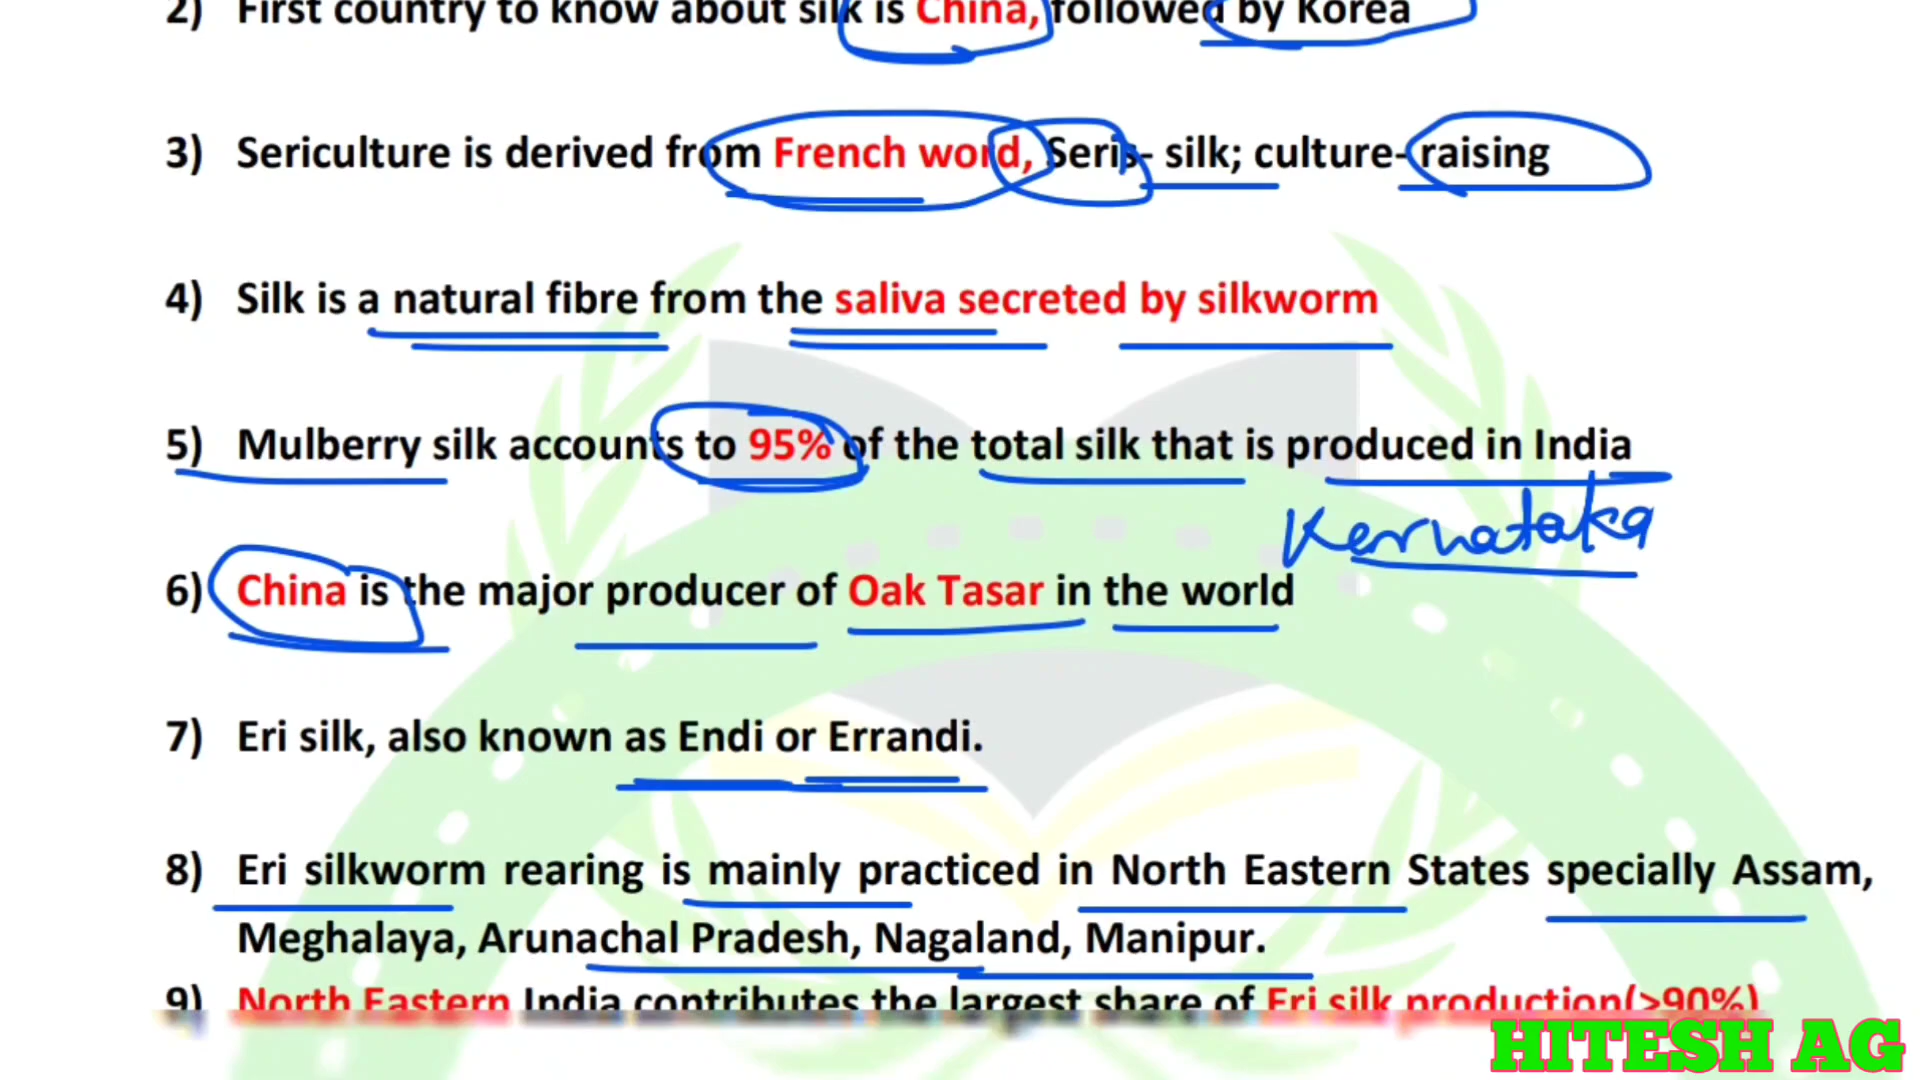 2) First country to know about silk is China, followed by Korea
3) Sericulture is derived from French word, Seris- silk; culture- raising
4) Silk is a natural fibre from the saliva secreted by silkworm
5) Mulberry silk accounts to 95% of the total silk that is produced in India
Kernataka
6) China is the major producer of Oak Tasar in the world
7) Eri silk, also known as Endi or Errandi.
8) Eri silkworm rearing is mainly practiced in North Eastern States specially Assam,
Meghalaya, Arunachal Pradesh, Nagaland, Manipur.
9) North Eastern India contributes the largest share of Eri silk production(>90%)
HITESH AG